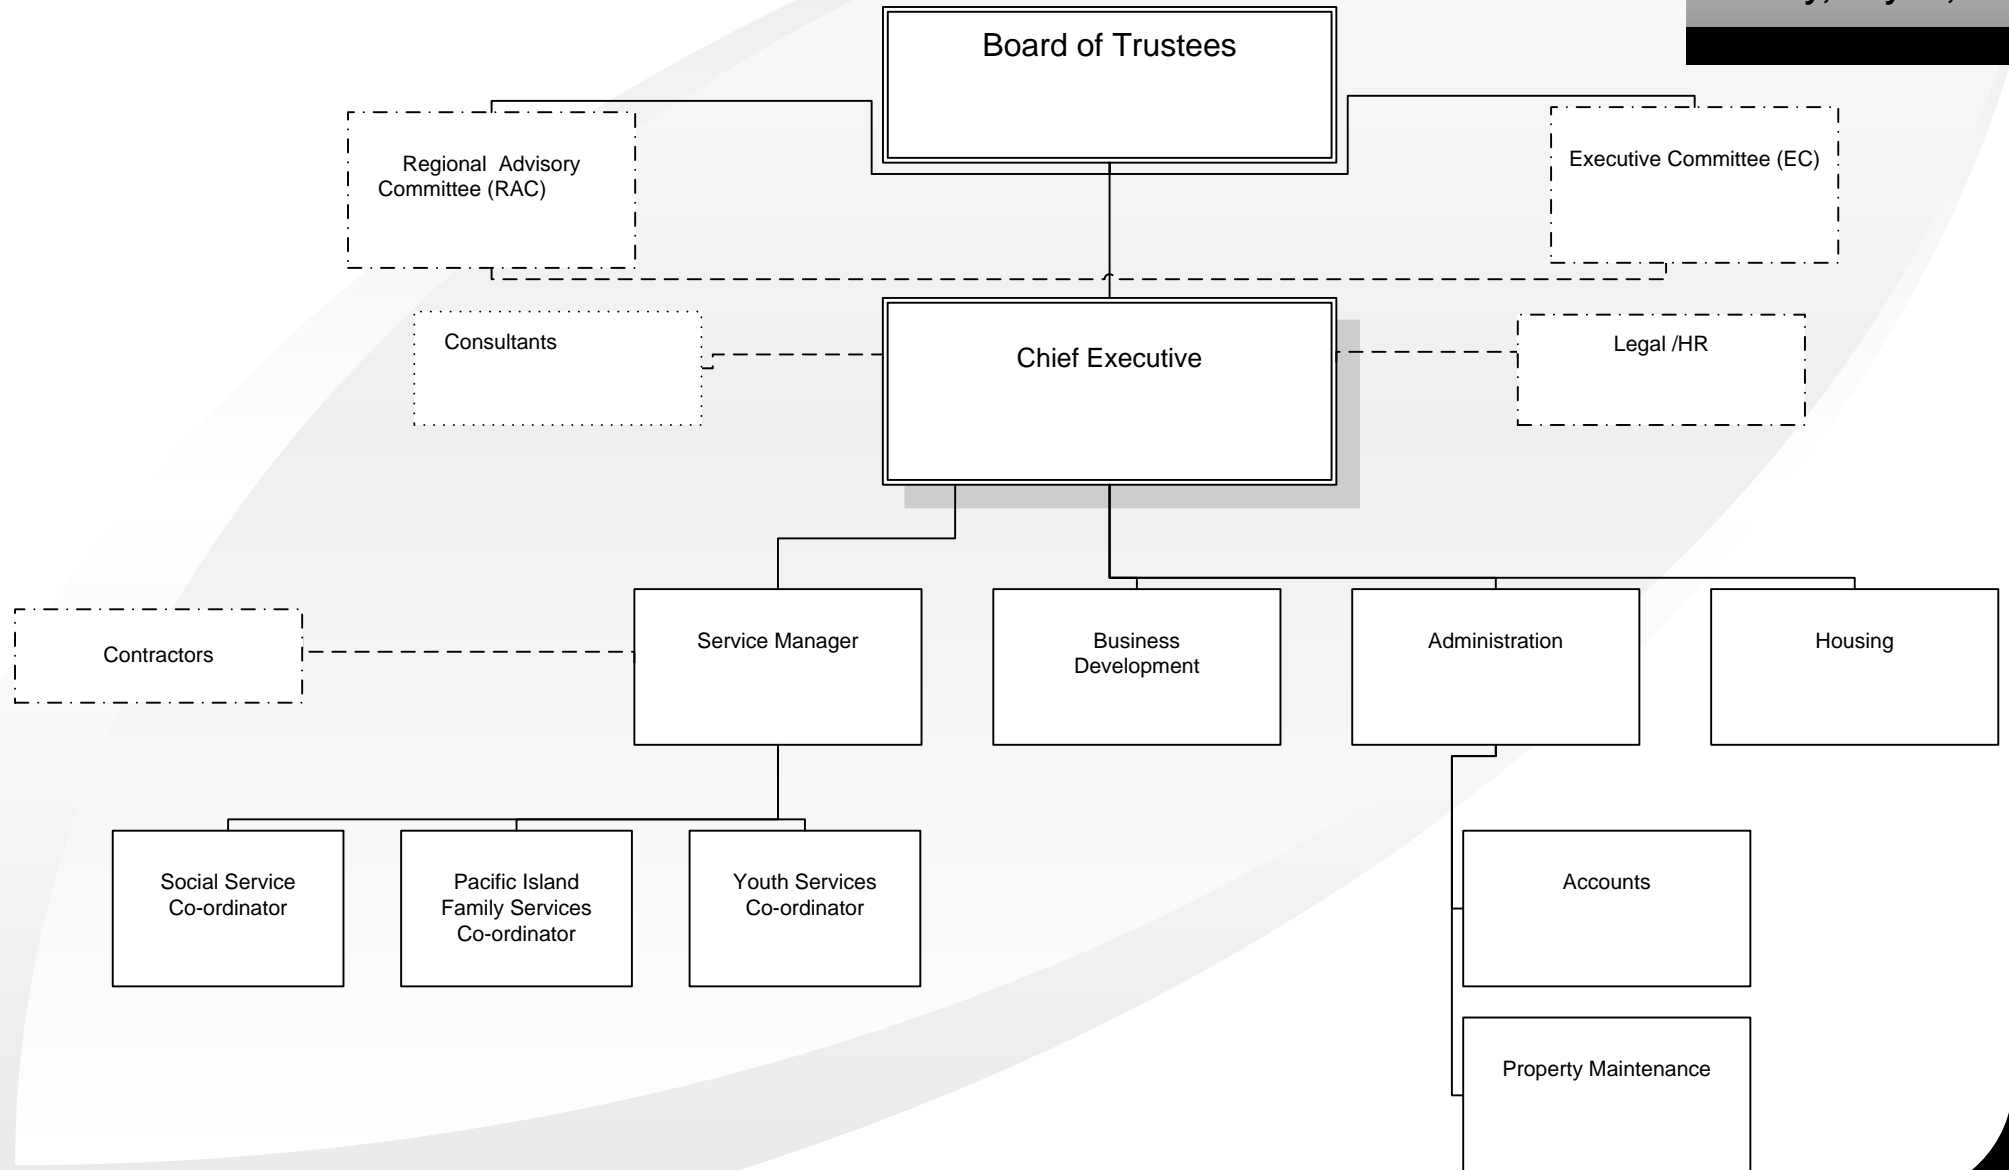 Board of Trustees
Regional Advisory
Committee (RAC)
Executive Committee (EC)
Consultants
Chief Executive
Legal /HR
Contractors
Service Manager
Business
Development
Administration
Housing
Social Service
Co-ordinator
Pacific Island
Family Services
Co-ordinator
Youth Services
Co-ordinator
Accounts
Property Maintenance